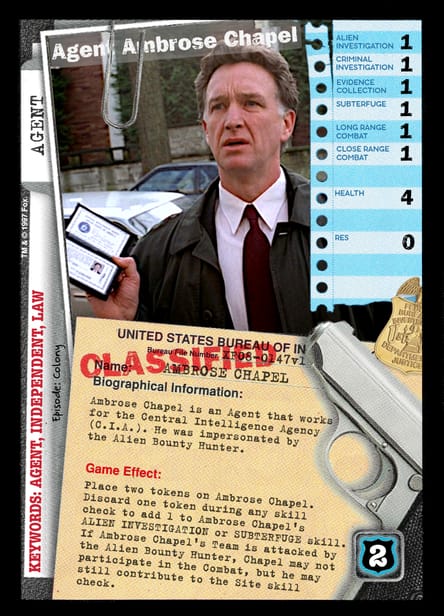 Agent Ambrose Chapel
ALIEN
INVESTIGATION 1
CRIMINAL
INVESTIGATION 1
EVIDENCE
COLLECTION 1
SUBTERFUGE 1
LONG RANGE
COMBAT 1
CLOSE RANGE
COMBAT 1
HEALTH 4
RES 0
AGENT
TM & © 1997 Fox.
KEYWORDS: AGENT, INDEPENDENT, LAW
Episode: Colony
UNITED STATES BUREAU OF IN
Bureau File Number XF08-0147v1
CLASSIFIED
Name: AMBROSE CHAPEL
Biographical Information:
Ambrose Chapel is an Agent that works
for the Central Intelligence Agency
(C.I.A.). He was impersonated by
the Alien Bounty Hunter.
Game Effect:
Place two tokens on Ambrose Chapel.
Discard one token during any skill
check to add 1 to Ambrose Chapel's
ALIEN INVESTIGATION or SUBTERFUGE skill.
If Ambrose Chapel's Team is attacked by
the Alien Bounty Hunter, Chapel may not
participate in the Combat, but he may
still contribute to the Site skill
check.
2